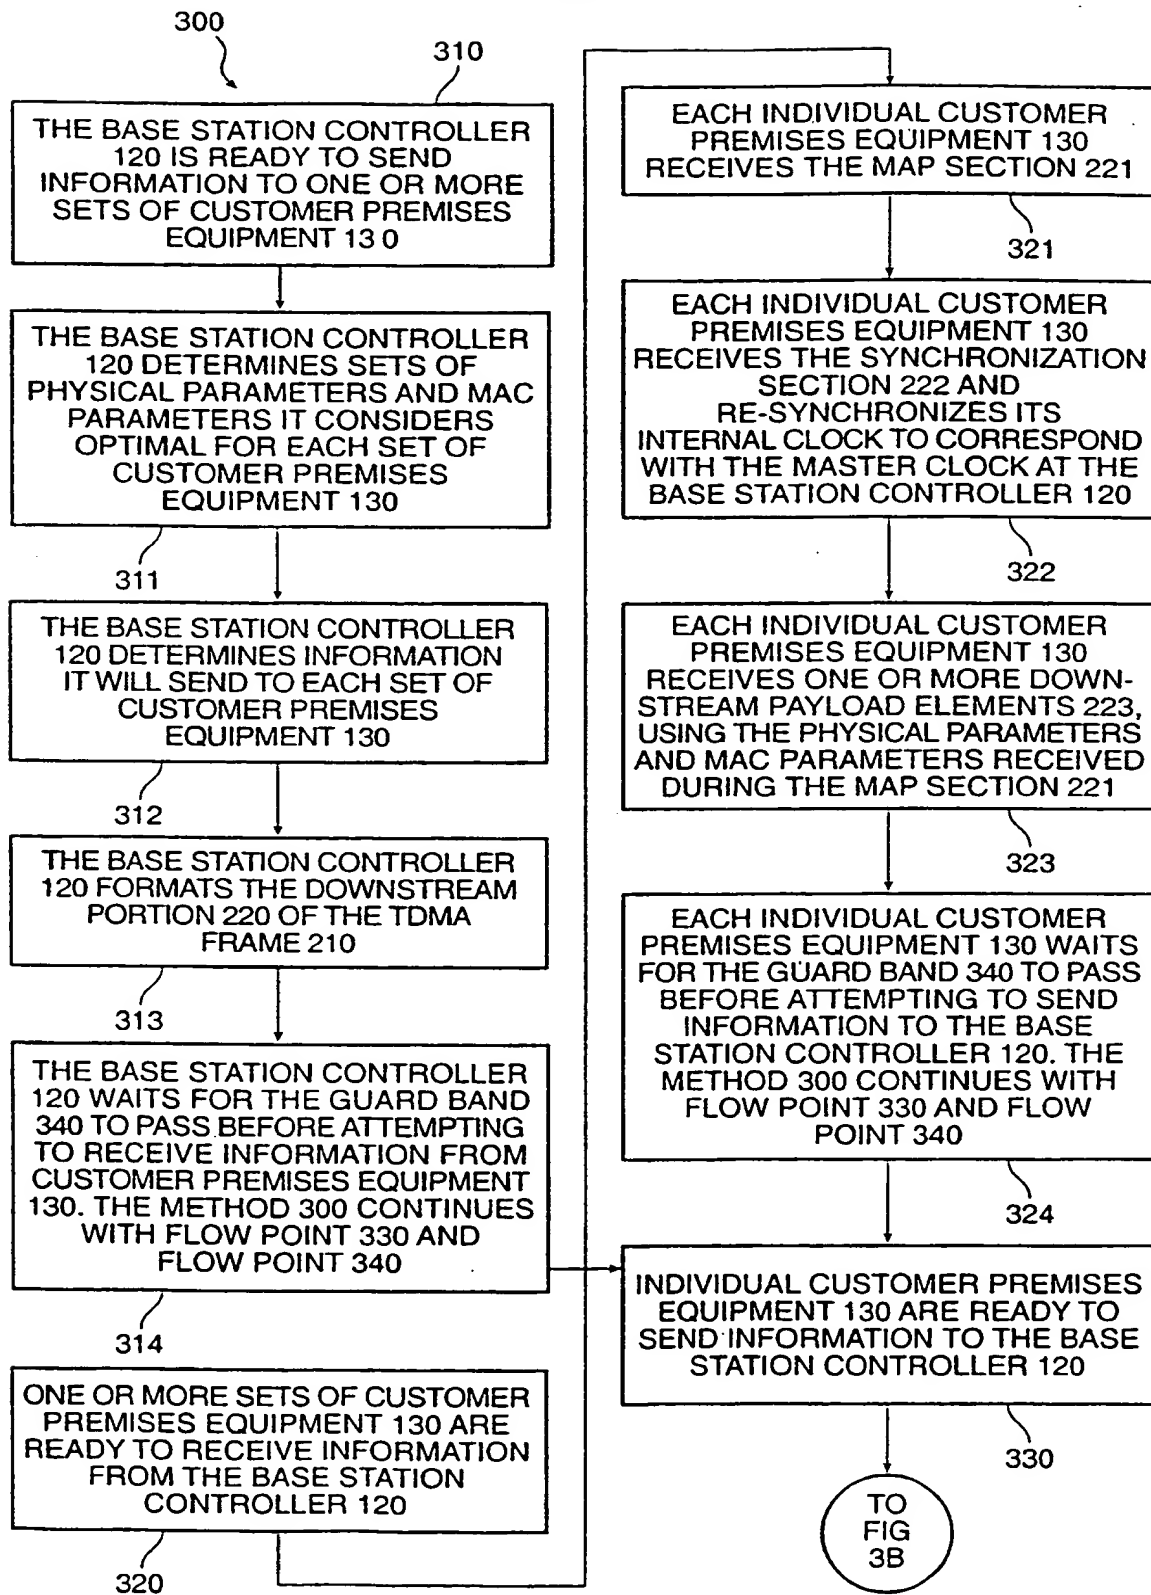 300
310
THE BASE STATION CONTROLLER
120 IS READY TO SEND
INFORMATION TO ONE OR MORE
SETS OF CUSTOMER PREMISES
EQUIPMENT 130
THE BASE STATION CONTROLLER
120 DETERMINES SETS OF
PHYSICAL PARAMETERS AND MAC
PARAMETERS IT CONSIDERS
OPTIMAL FOR EACH SET OF
CUSTOMER PREMISES
EQUIPMENT 130
311
THE BASE STATION CONTROLLER
120 DETERMINES INFORMATION
IT WILL SEND TO EACH SET OF
CUSTOMER PREMISES
EQUIPMENT 130
312
THE BASE STATION CONTROLLER
120 FORMATS THE DOWNSTREAM
PORTION 220 OF THE TDMA
FRAME 210
313
THE BASE STATION CONTROLLER
120 WAITS FOR THE GUARD BAND
340 TO PASS BEFORE ATTEMPTING
TO RECEIVE INFORMATION FROM
CUSTOMER PREMISES EQUIPMENT
130. THE METHOD 300 CONTINUES
WITH FLOW POINT 330 AND
FLOW POINT 340
314
ONE OR MORE SETS OF CUSTOMER
PREMISES EQUIPMENT 130 ARE
READY TO RECEIVE INFORMATION
FROM THE BASE STATION
CONTROLLER 120
320
EACH INDIVIDUAL CUSTOMER
PREMISES EQUIPMENT 130
RECEIVES THE MAP SECTION 221
321
EACH INDIVIDUAL CUSTOMER
PREMISES EQUIPMENT 130
RECEIVES THE SYNCHRONIZATION
SECTION 222 AND
RE-SYNCHRONIZES ITS
INTERNAL CLOCK TO CORRESPOND
WITH THE MASTER CLOCK AT THE
BASE STATION CONTROLLER 120
322
EACH INDIVIDUAL CUSTOMER
PREMISES EQUIPMENT 130
RECEIVES ONE OR MORE DOWN-
STREAM PAYLOAD ELEMENTS 223,
USING THE PHYSICAL PARAMETERS
AND MAC PARAMETERS RECEIVED
DURING THE MAP SECTION 221
323
EACH INDIVIDUAL CUSTOMER
PREMISES EQUIPMENT 130 WAITS
FOR THE GUARD BAND 340 TO PASS
BEFORE ATTEMPTING TO SEND
INFORMATION TO THE BASE
STATION CONTROLLER 120. THE
METHOD 300 CONTINUES WITH
FLOW POINT 330 AND FLOW
POINT 340
324
INDIVIDUAL CUSTOMER PREMISES
EQUIPMENT 130 ARE READY TO
SEND INFORMATION TO THE BASE
STATION CONTROLLER 120
330
TO
FIG
3B